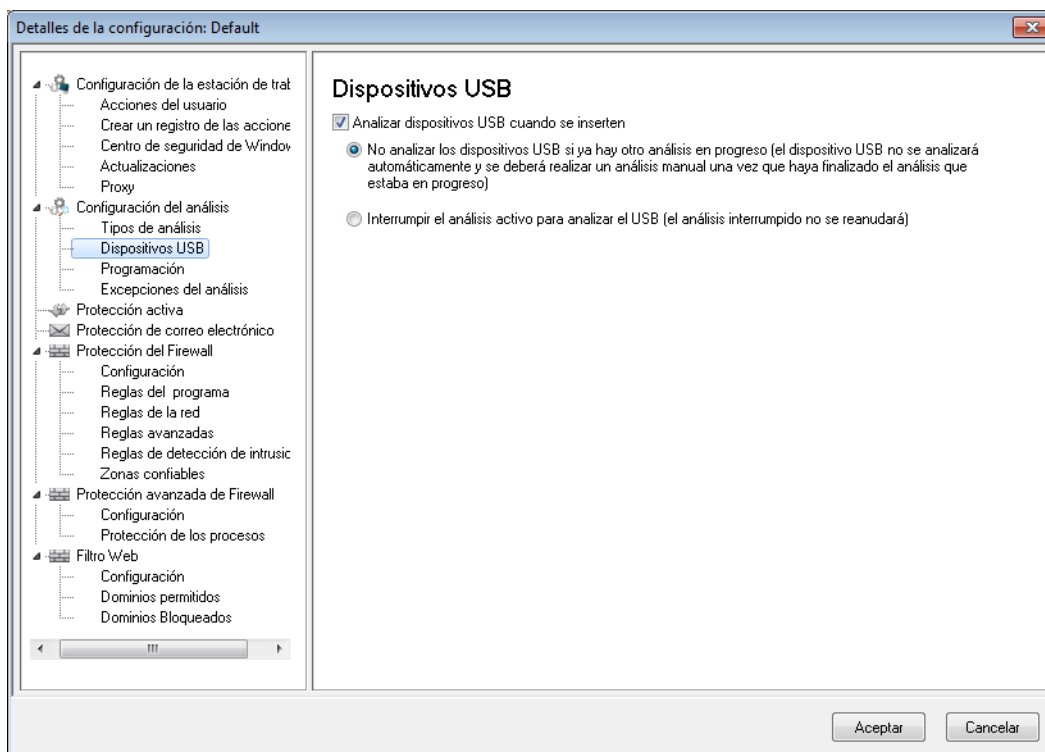 Detalles de la configuración: Default
Configuración de la estación de trat
Acciones del usuario
Crear un registro de las accione
Centro de seguridad de Window
Actualizaciones
Proxy
Configuración del análisis
Tipos de análisis
Dispositivos USB
Programación
Excepciones del análisis
Protección activa
Protección de correo electrónico
Protección del Firewall
Configuración
Reglas del programa
Reglas de la red
Reglas avanzadas
Reglas de detección de intrusic
Zonas confiables
Protección avanzada de Firewall
Configuración
Protección de los procesos
Filtro Web
Configuración
Dominios permitidos
Dominios Bloqueados
Dispositivos USB
Analizar dispositivos USB cuando se inserten
No analizar los dispositivos USB si ya hay otro análisis en progreso (el dispositivo USB no se analizará
automáticamente y se deberá realizar un análisis manual una vez que haya finalizado el análisis que
estaba en progreso)
Interrumpir el análisis activo para analizar el USB (el análisis interrumpido no se reanudará)
Aceptar
Cancelar